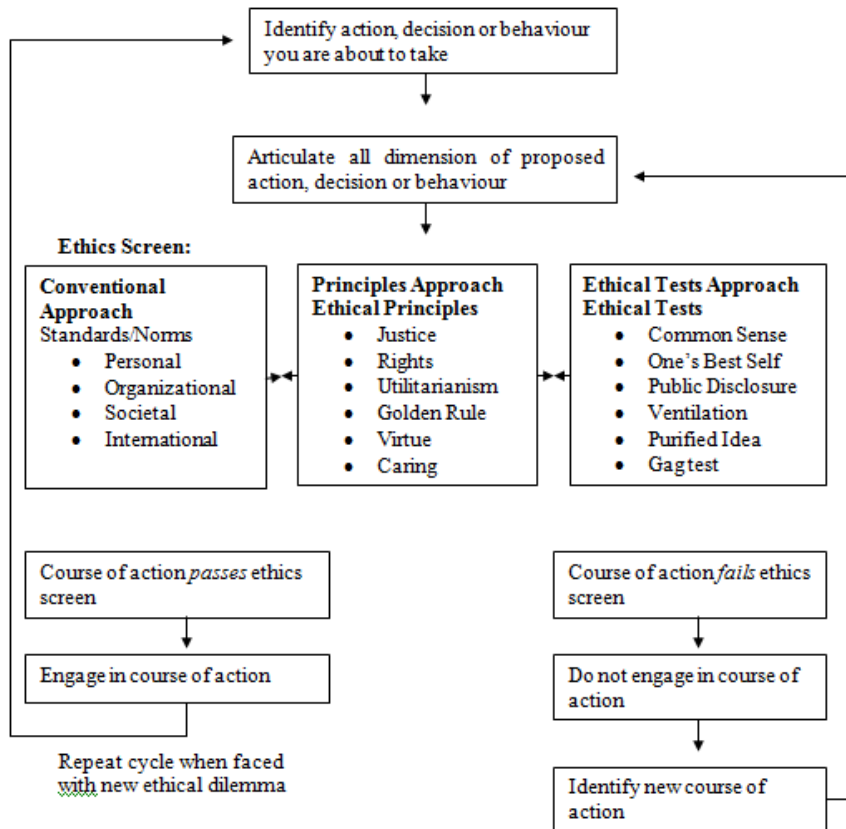 Identify action, decision or behaviour
you are about to take
Articulate all dimension of proposed
action, decision or behaviour
Ethics Screen:
Conventional
Approach
Standards/Norms
• Personal
• Organizational
• Societal
• International
Principles Approach
Ethical Principles
• Justice
• Rights
• Utilitarianism
• Golden Rule
• Virtue
• Caring
Ethical Tests Approach
Ethical Tests
• Common Sense
• One's Best Self
• Public Disclosure
• Ventilation
• Purified Idea
• Gag test
Course of action passes ethics
screen
Engage in course of action
Repeat cycle when faced
with new ethical dilemma
Course of action fails ethics
screen
Do not engage in course of
action
Identify new course of
action